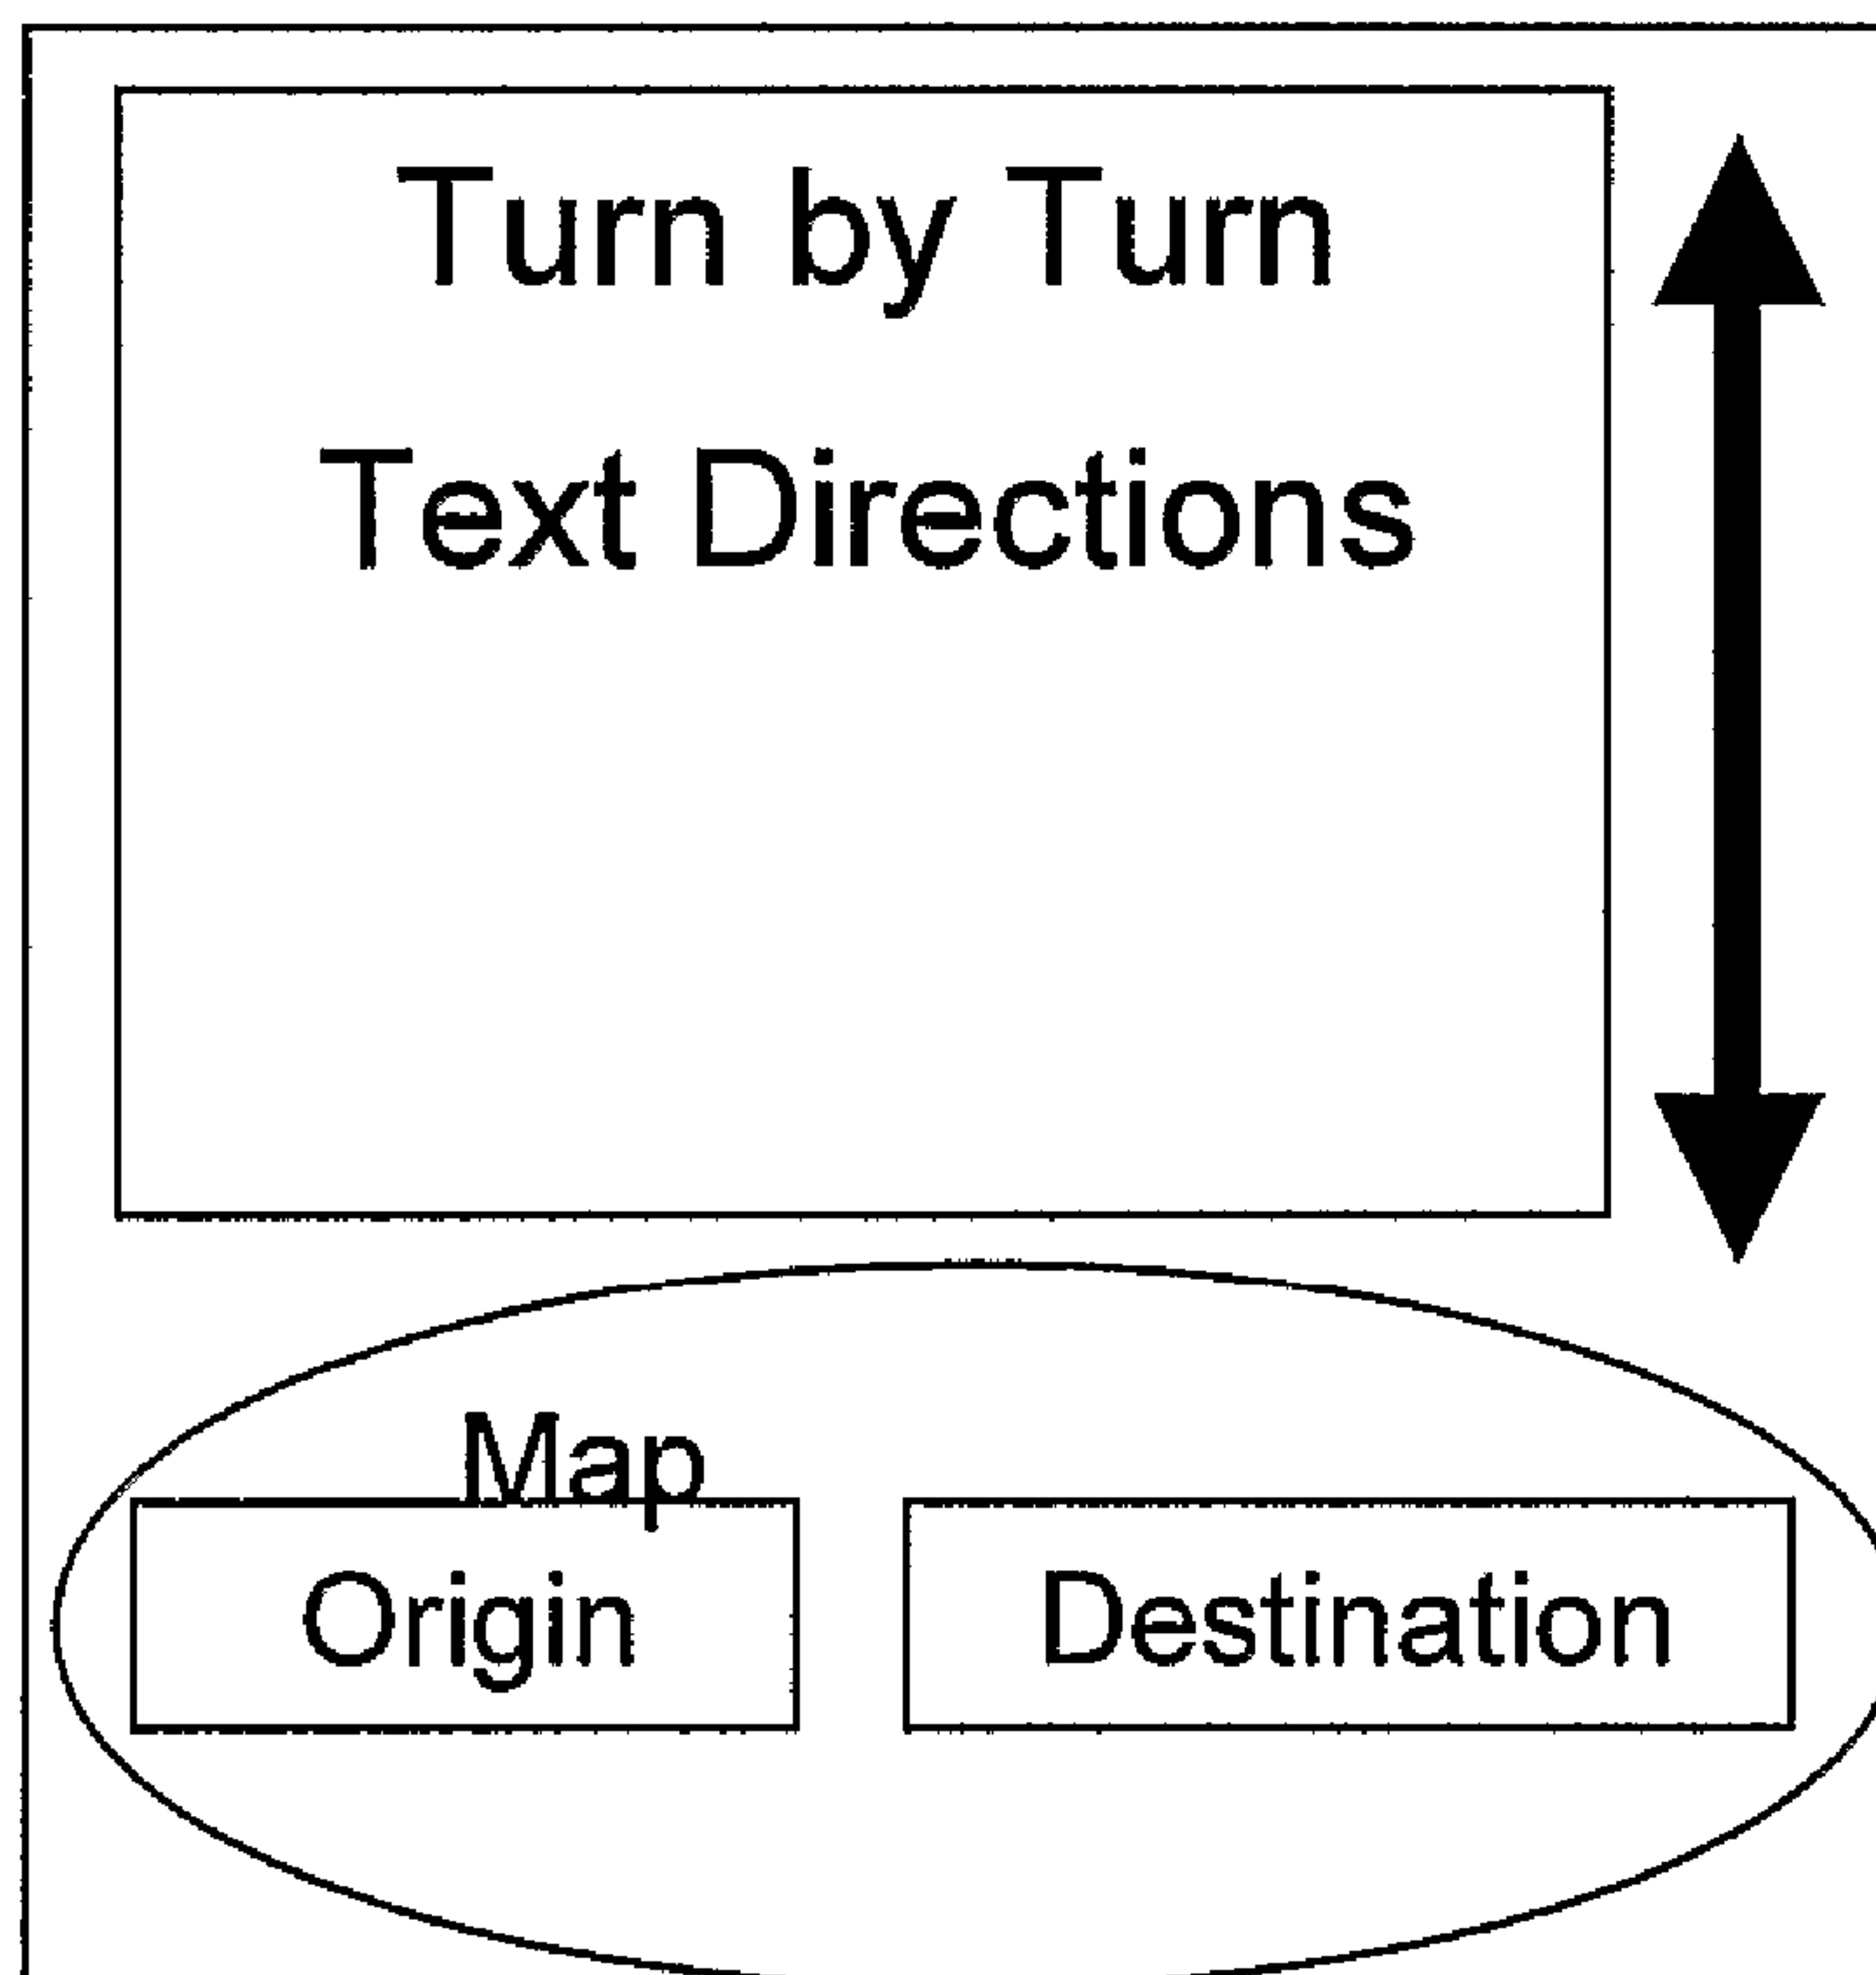 Turn by Turn
Text Directions
Map
Origin
Destination